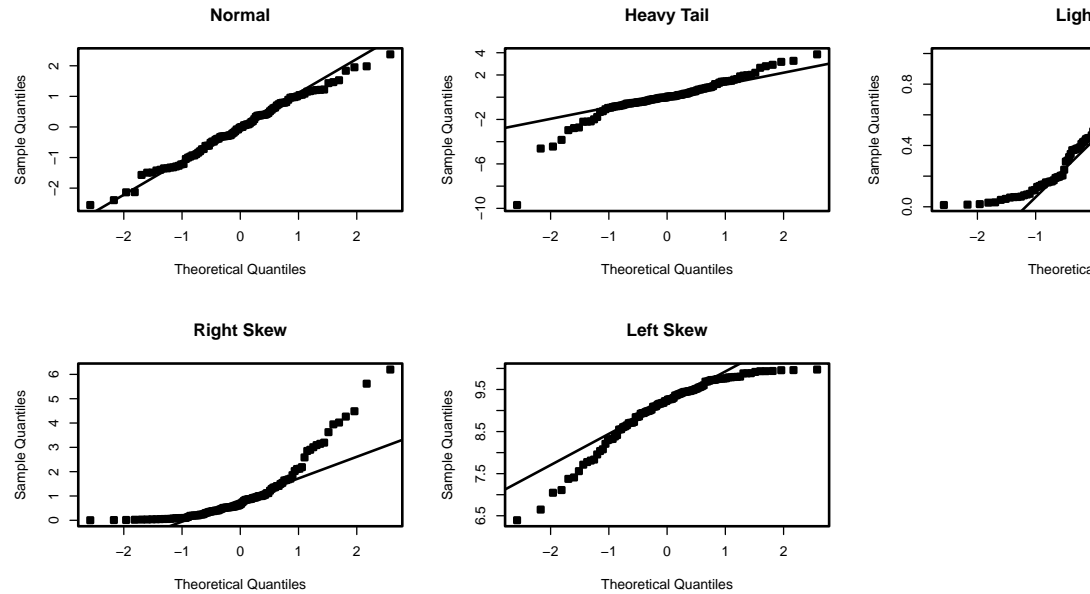 Normal
Sample Quantiles
2
1
0
−1
−2
−2 −1 0 1 2
Theoretical Quantiles
Heavy Tail
Sample Quantiles
4
2
−2
−6
−10
−2 −1 0 1 2
Theoretical Quantiles
Ligh
Sample Quantiles
0.8
0.4
0.0
−2 −1
Theoretica
Right Skew
Sample Quantiles
6
5
4
3
2
1
0
−2 −1 0 1 2
Theoretical Quantiles
Left Skew
Sample Quantiles
9.5
8.5
7.5
6.5
−2 −1 0 1 2
Theoretical Quantiles